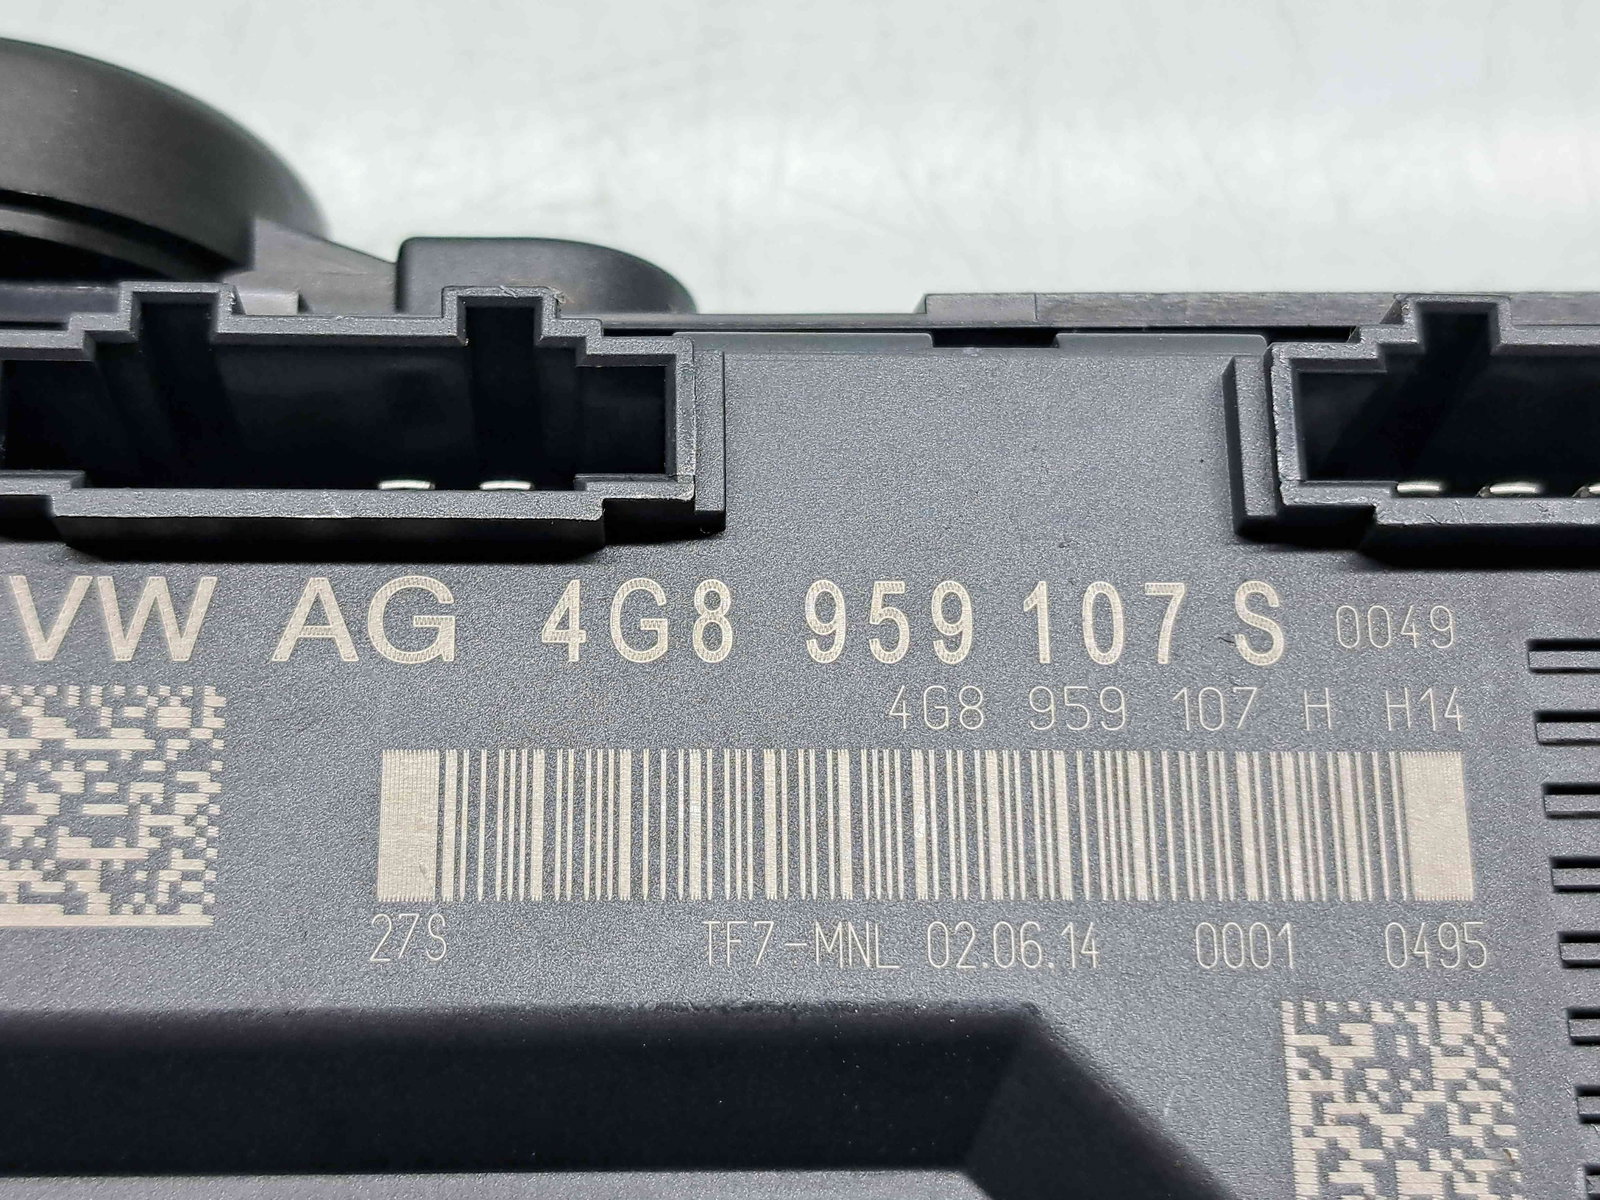 VW AG 4G8 959 107 S 0049
4G8 959 107 H H14
27S TF7-MNL 02.06.14 0001 0495